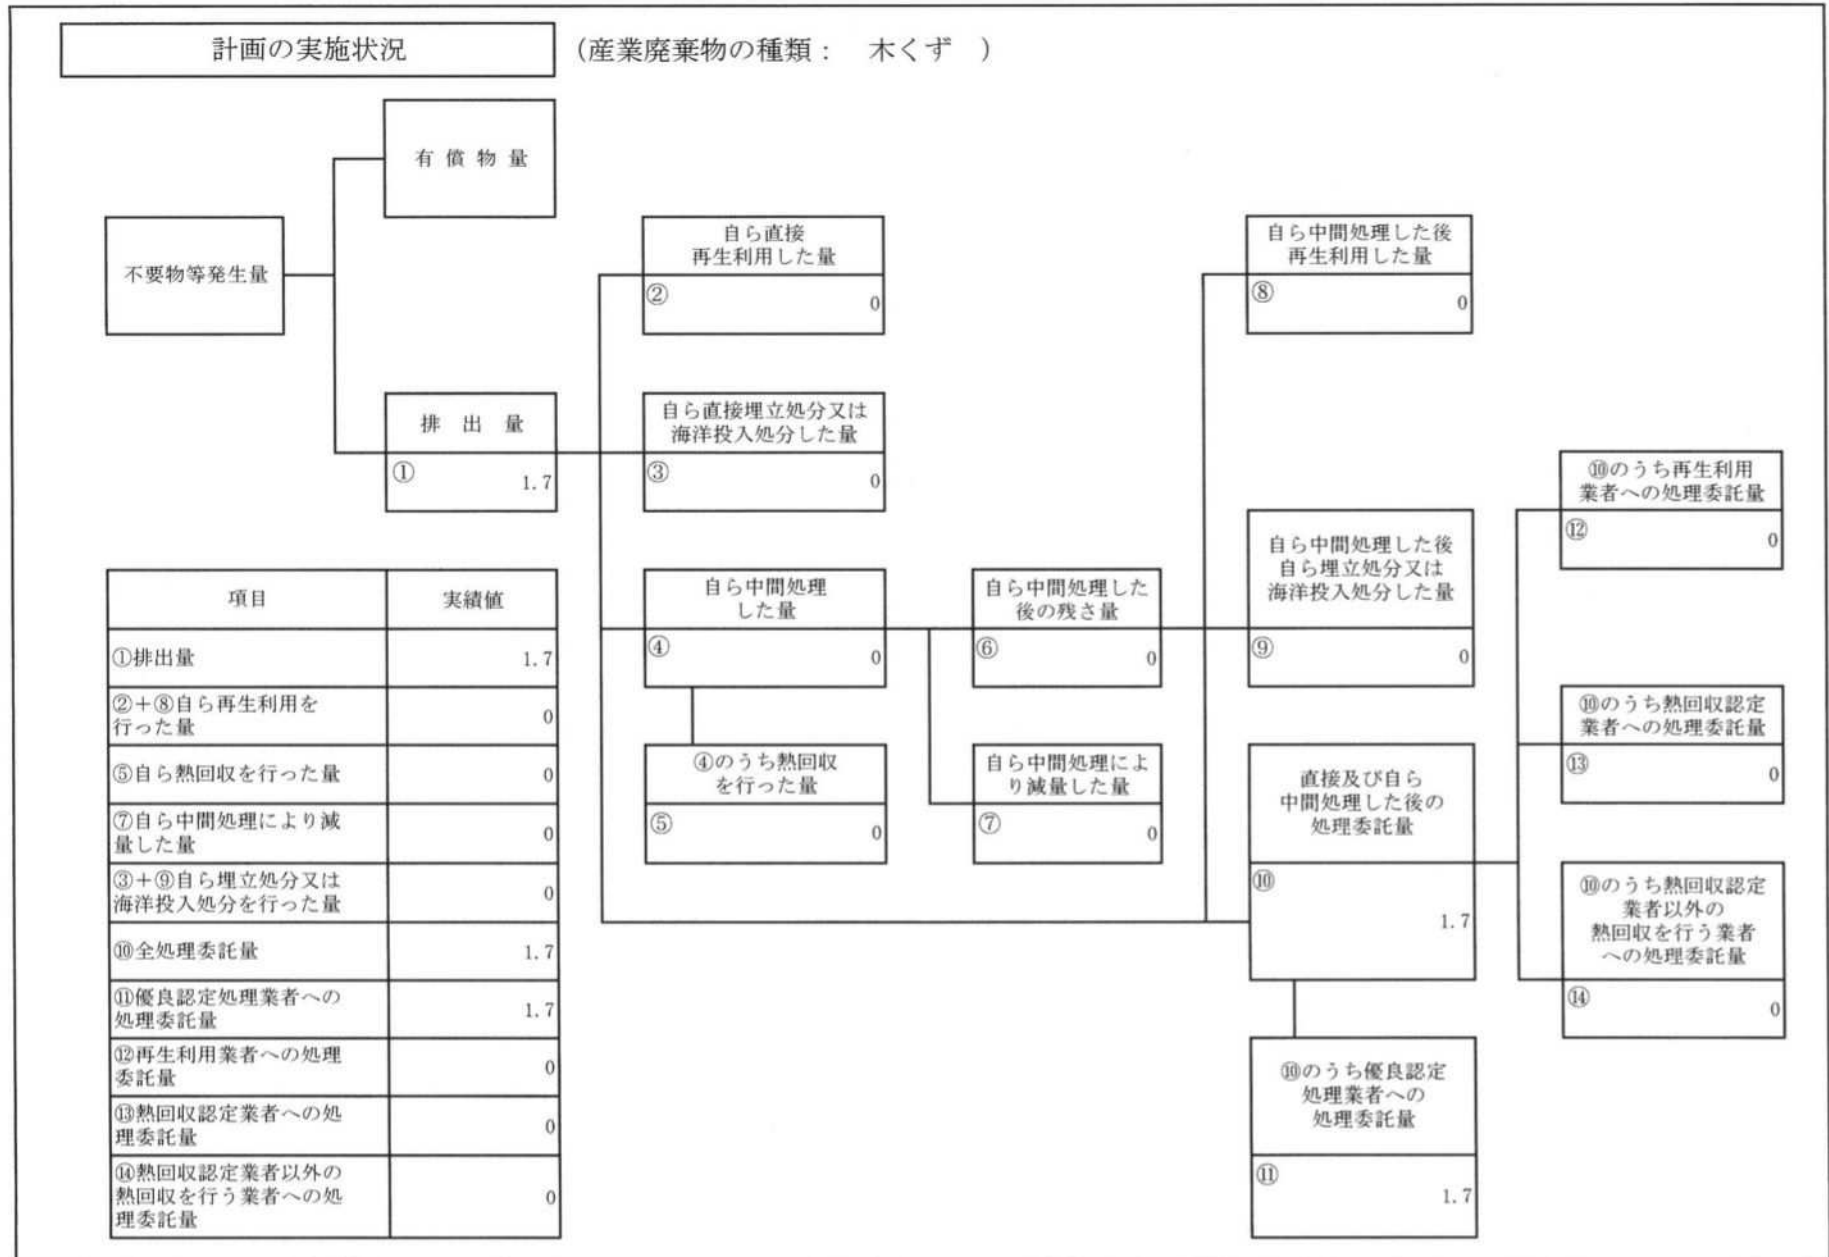 計画の実施状況
（産業廃棄物の種類： 木くず ）
有 償 物 量
不要物等発生量
排 出 量
① 1.7
自ら直接
再生利用した量
② 0
自ら直接埋立処分又は
海洋投入処分した量
③ 0
自ら中間処理
した量
④ 0
④のうち熱回収
を行った量
⑤ 0
自ら中間処理した
後の残さ量
⑥ 0
自ら中間処理によ
り減量した量
⑦ 0
自ら中間処理した後
再生利用した量
⑧ 0
自ら中間処理した後
自ら埋立処分又は
海洋投入処分した量
⑨ 0
直接及び自ら
中間処理した後の
処理委託量
⑩
1.7
⑩のうち優良認定
処理業者への
処理委託量
⑪
1.7
⑩のうち再生利用
業者への処理委託量
⑫ 0
⑩のうち熱回収認定
業者への処理委託量
⑬ 0
⑩のうち熱回収認定
業者以外の
熱回収を行う業者
への処理委託量
⑭ 0
項目 実績値
①排出量 1.7
②＋⑧自ら再生利用を
行った量 0
⑤自ら熱回収を行った量 0
⑦自ら中間処理により減
量した量 0
③＋⑨自ら埋立処分又は
海洋投入処分を行った量 0
⑩全処理委託量 1.7
⑪優良認定処理業者への
処理委託量 1.7
⑫再生利用業者への処理
委託量 0
⑬熱回収認定業者への処
理委託量 0
⑭熱回収認定業者以外の
熱回収を行う業者への処
理委託量 0